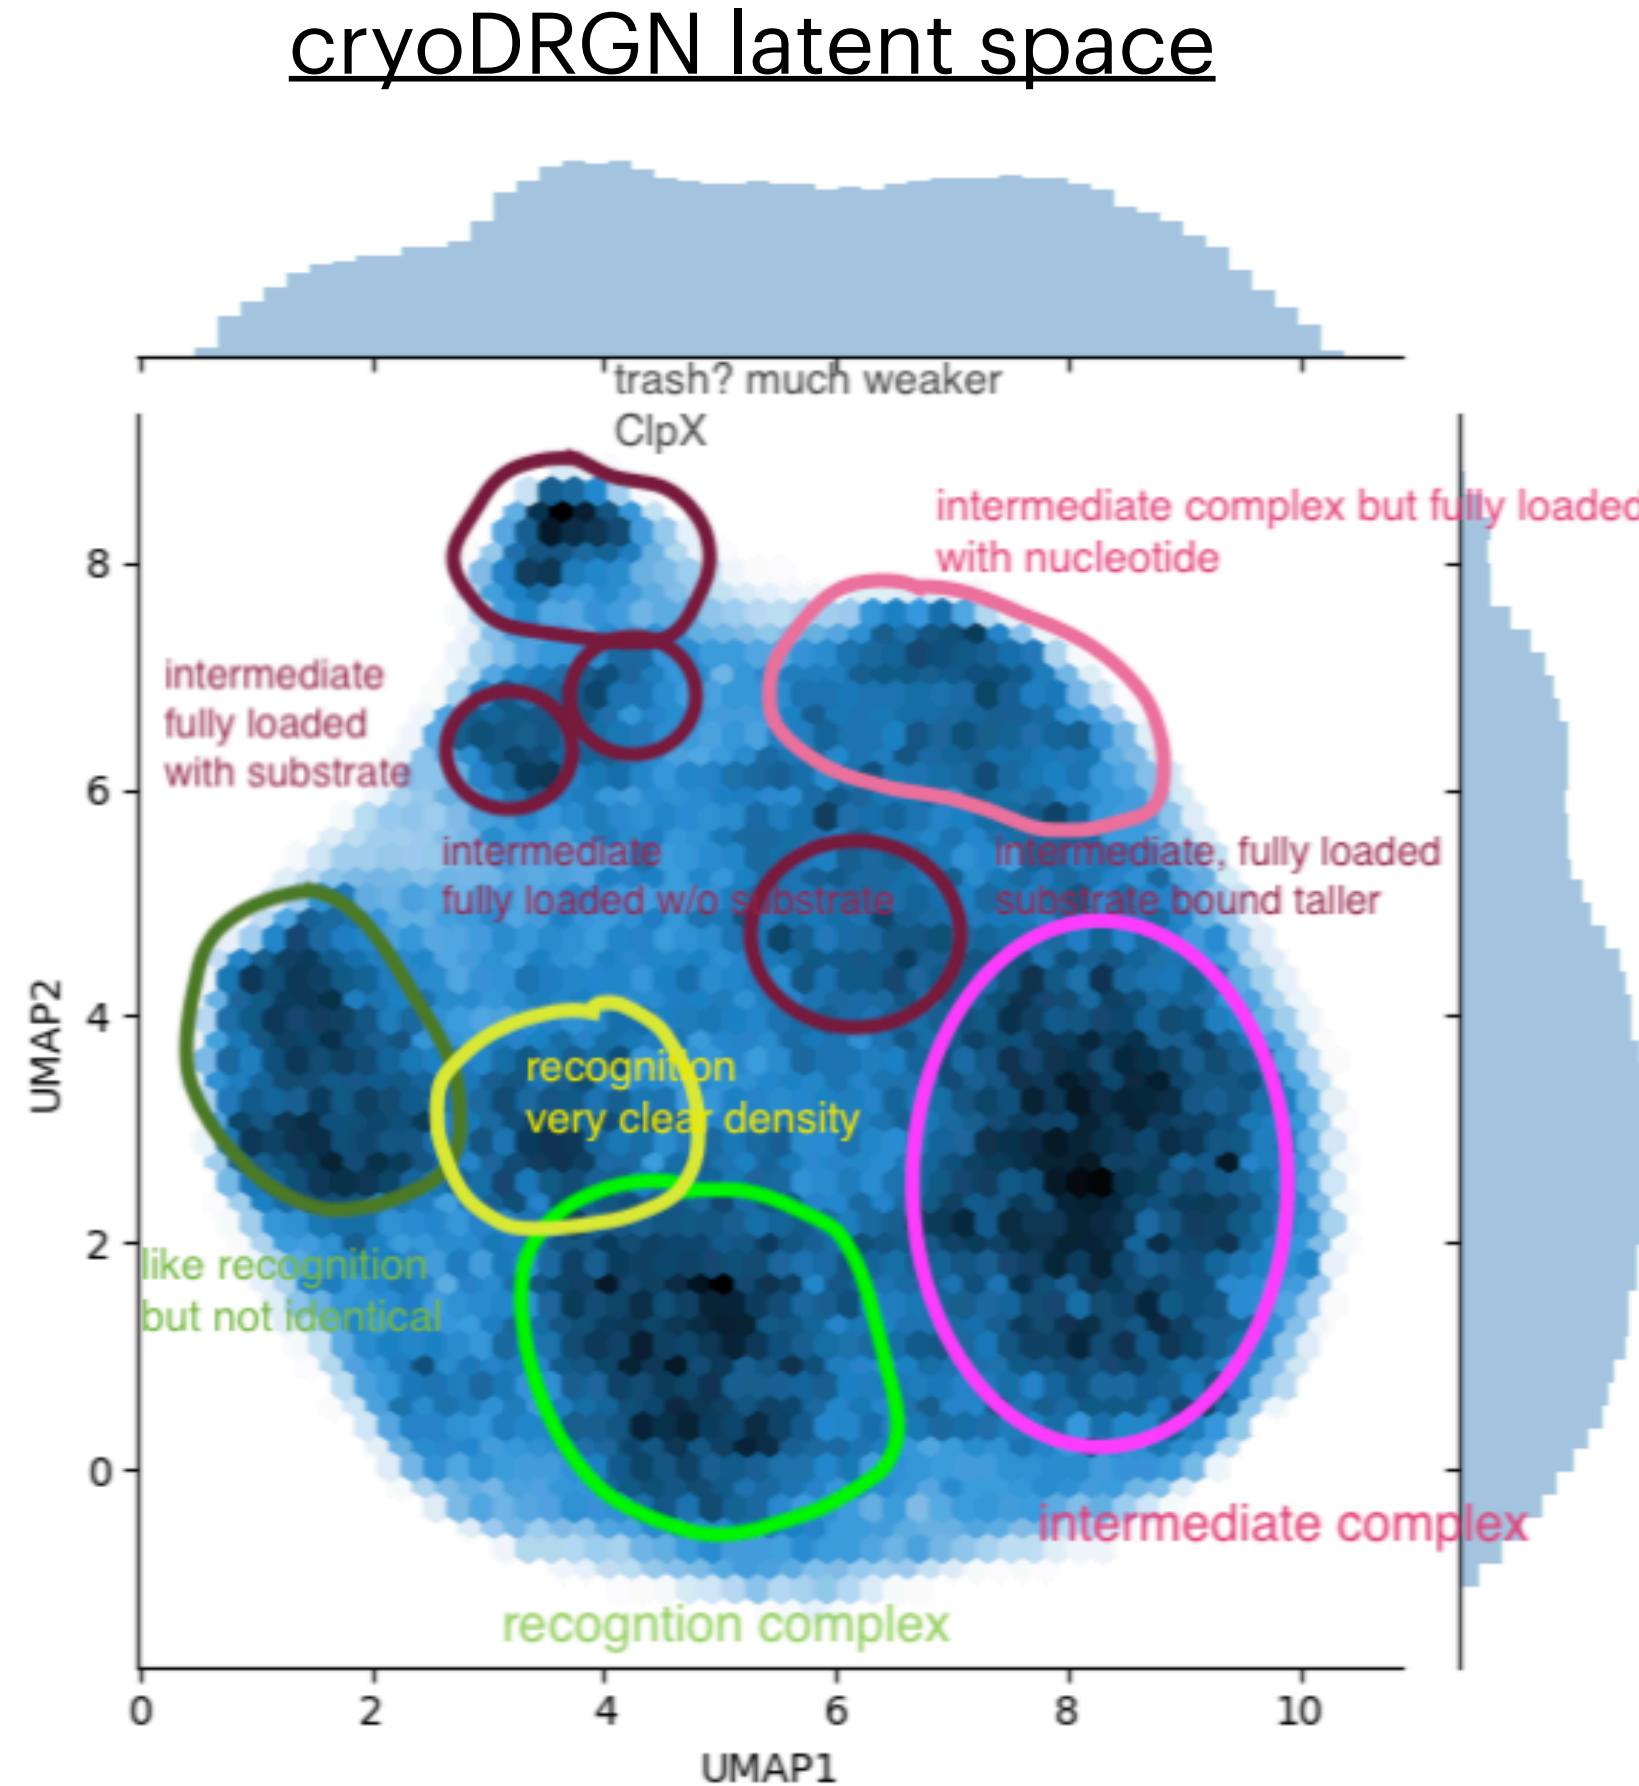 cryoDRGN latent space
trash? much weaker
ClpX
intermediate complex but fully loaded
with nucleotide
8
intermediate
fully loaded
with substrate
6
intermediate
fully loaded w/o substrate
intermediate, fully loaded
substrate bound taller
4
UMAP2
recognition
very clear density
2
like recognition
but not identical
0
intermediate complex
recogntion complex
0
2
4
6
8
10
UMAP1